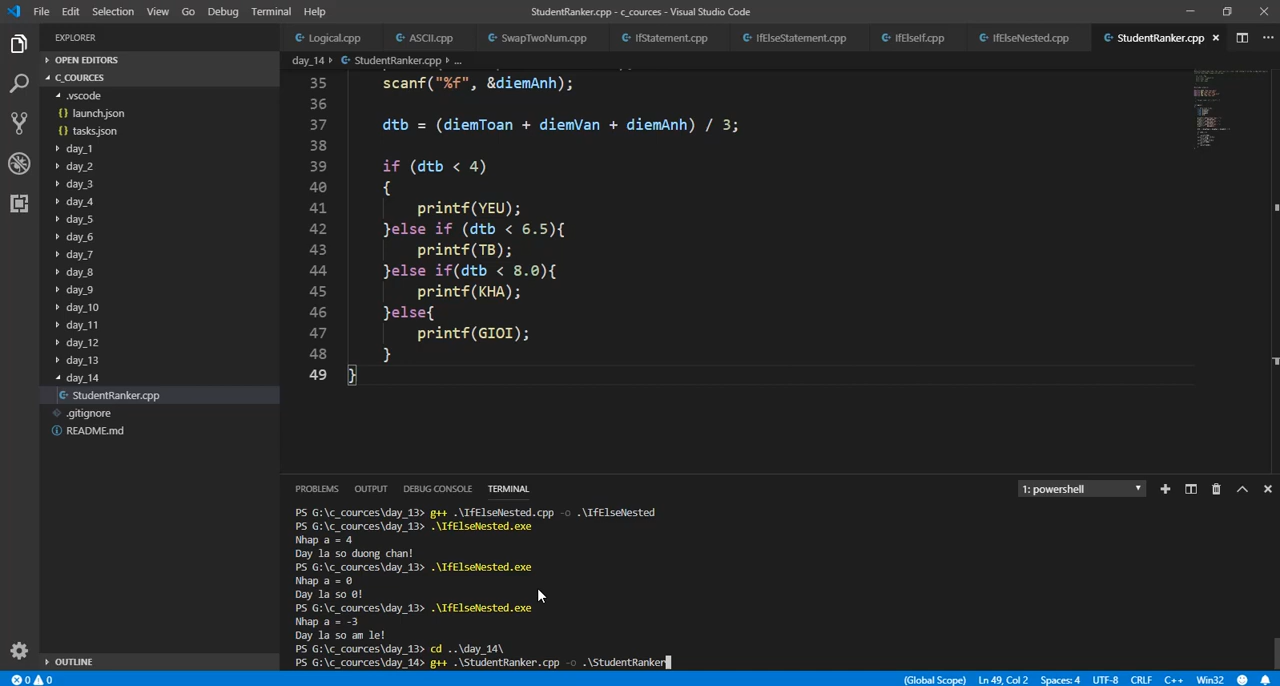 File Edit Selection View Go Debug Terminal Help
StudentRanker.cpp - c_cources - Visual Studio Code
EXPLORER
OPEN EDITORS
C_COURCES
.vscode
launch.json
tasks.json
day_1
day_2
day_3
day_4
day_5
day_6
day_7
day_8
day_9
day_10
day_11
day_12
day_13
day_14
StudentRanker.cpp
.gitignore
README.md
OUTLINE
Logical.cpp ASCII.cpp SwapTwoNum.cpp IfStatement.cpp IfElseStatement.cpp IfElseIf.cpp IfElseNested.cpp StudentRanker.cpp
day_14 StudentRanker.cpp ...
35 scanf("%f", &diemAnh);
36
37 dtb = (diemToan + diemVan + diemAnh) / 3;
38
39 if (dtb < 4)
40 {
41 printf(YEU);
42 }else if (dtb < 6.5){
43 printf(TB);
44 }else if(dtb < 8.0){
45 printf(KHA);
46 }else{
47 printf(GIOI);
48 }
49 }
PROBLEMS OUTPUT DEBUG CONSOLE TERMINAL
1: powershell
PS G:\c_cources\day_13> g++ .\IfElseNested.cpp -o .\IfElseNested
PS G:\c_cources\day_13> .\IfElseNested.exe
Nhap a = 4
Day la so duong chan!
PS G:\c_cources\day_13> .\IfElseNested.exe
Nhap a = 0
Day la so 0!
PS G:\c_cources\day_13> .\IfElseNested.exe
Nhap a = -3
Day la so am le!
PS G:\c_cources\day_13> cd ..\day_14\
PS G:\c_cources\day_14> g++ .\StudentRanker.cpp -o .\StudentRanker
0 0
(Global Scope) Ln 49, Col 2 Spaces: 4 UTF-8 CRLF C++ Win32